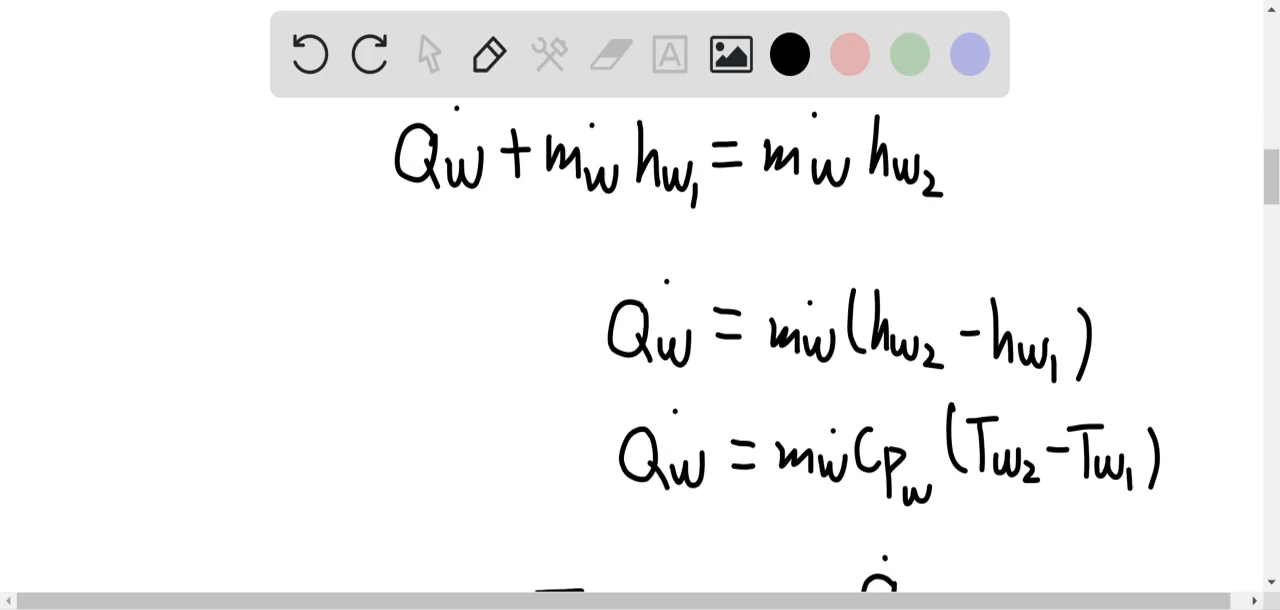 Q̇w + ṁw hw₁ = ṁw hw₂
Q̇w = ṁw (hw₂ - hw₁)
Q̇w = ṁw Cpw (Tw₂ - Tw₁)